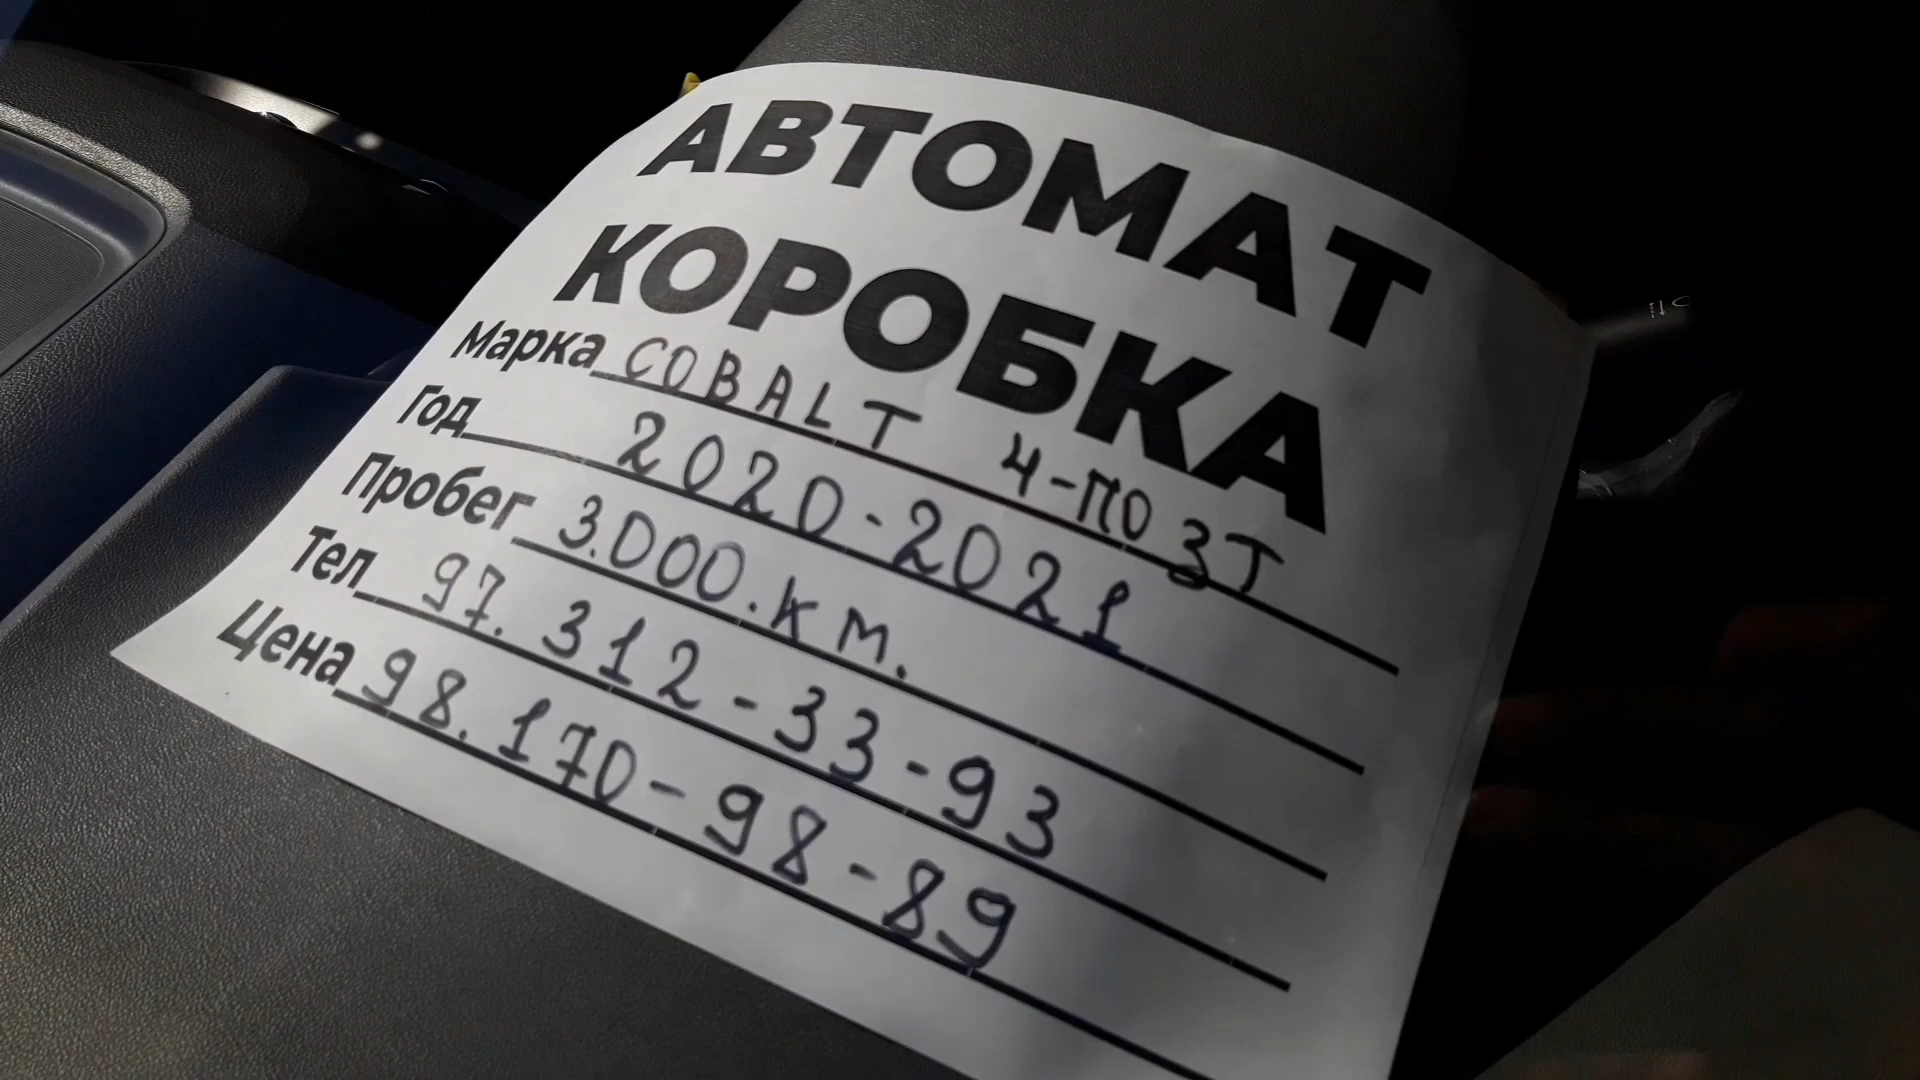 АВТОМАТ
КОРОБКА
Марка COBALT 4-ПОЗТ
Год 2020-2021
Пробег 3.000.км.
Тел 97. 312-33-93
Цена 98. 170-98-89